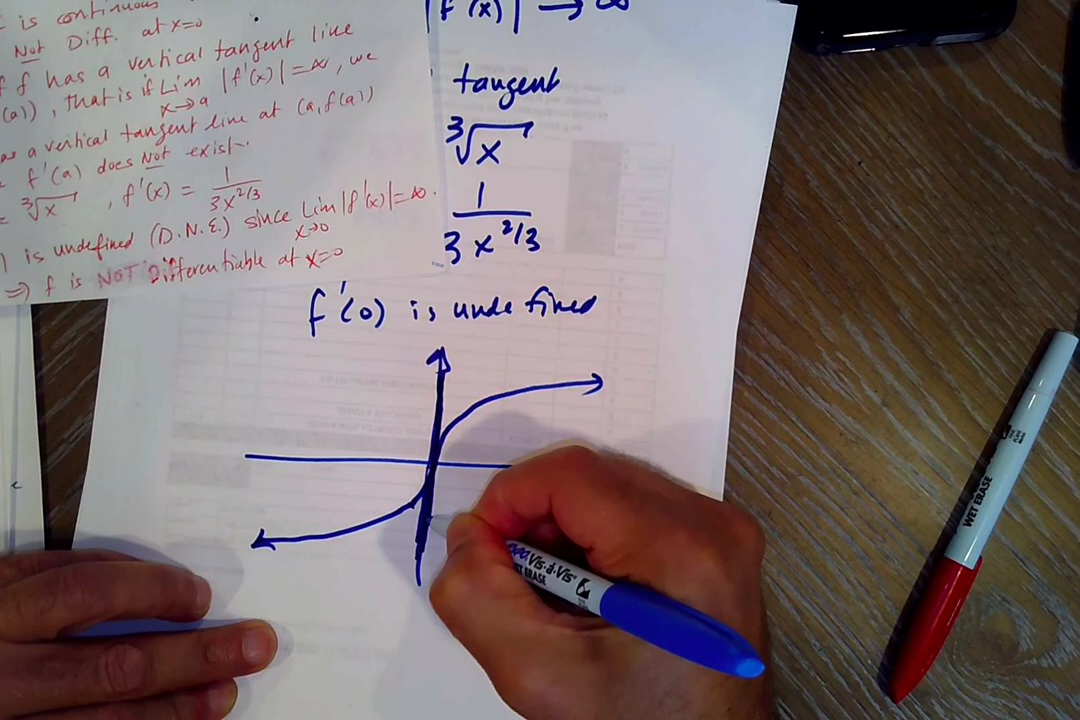 is continuous
Not Diff. at x=0
f has a vertical tangent line
(a)), that is if Lim x→a |f'(x)|=∞, we
a vertical tangent line at (a, f(a))
f'(a) does Not exist.
= ∛x , f'(x) = 1/(3x^2/3)
) is undefined (D.N.E.) since Lim x→0 |f'(x)|=∞.
⇒ f is NOT Differentiable at x=0
|f'(x)| → ∞
tangent
∛x
1/(3x^2/3)
f'(0) is undefined
Vis·à·Vis
WET ERASE
WET ERASE